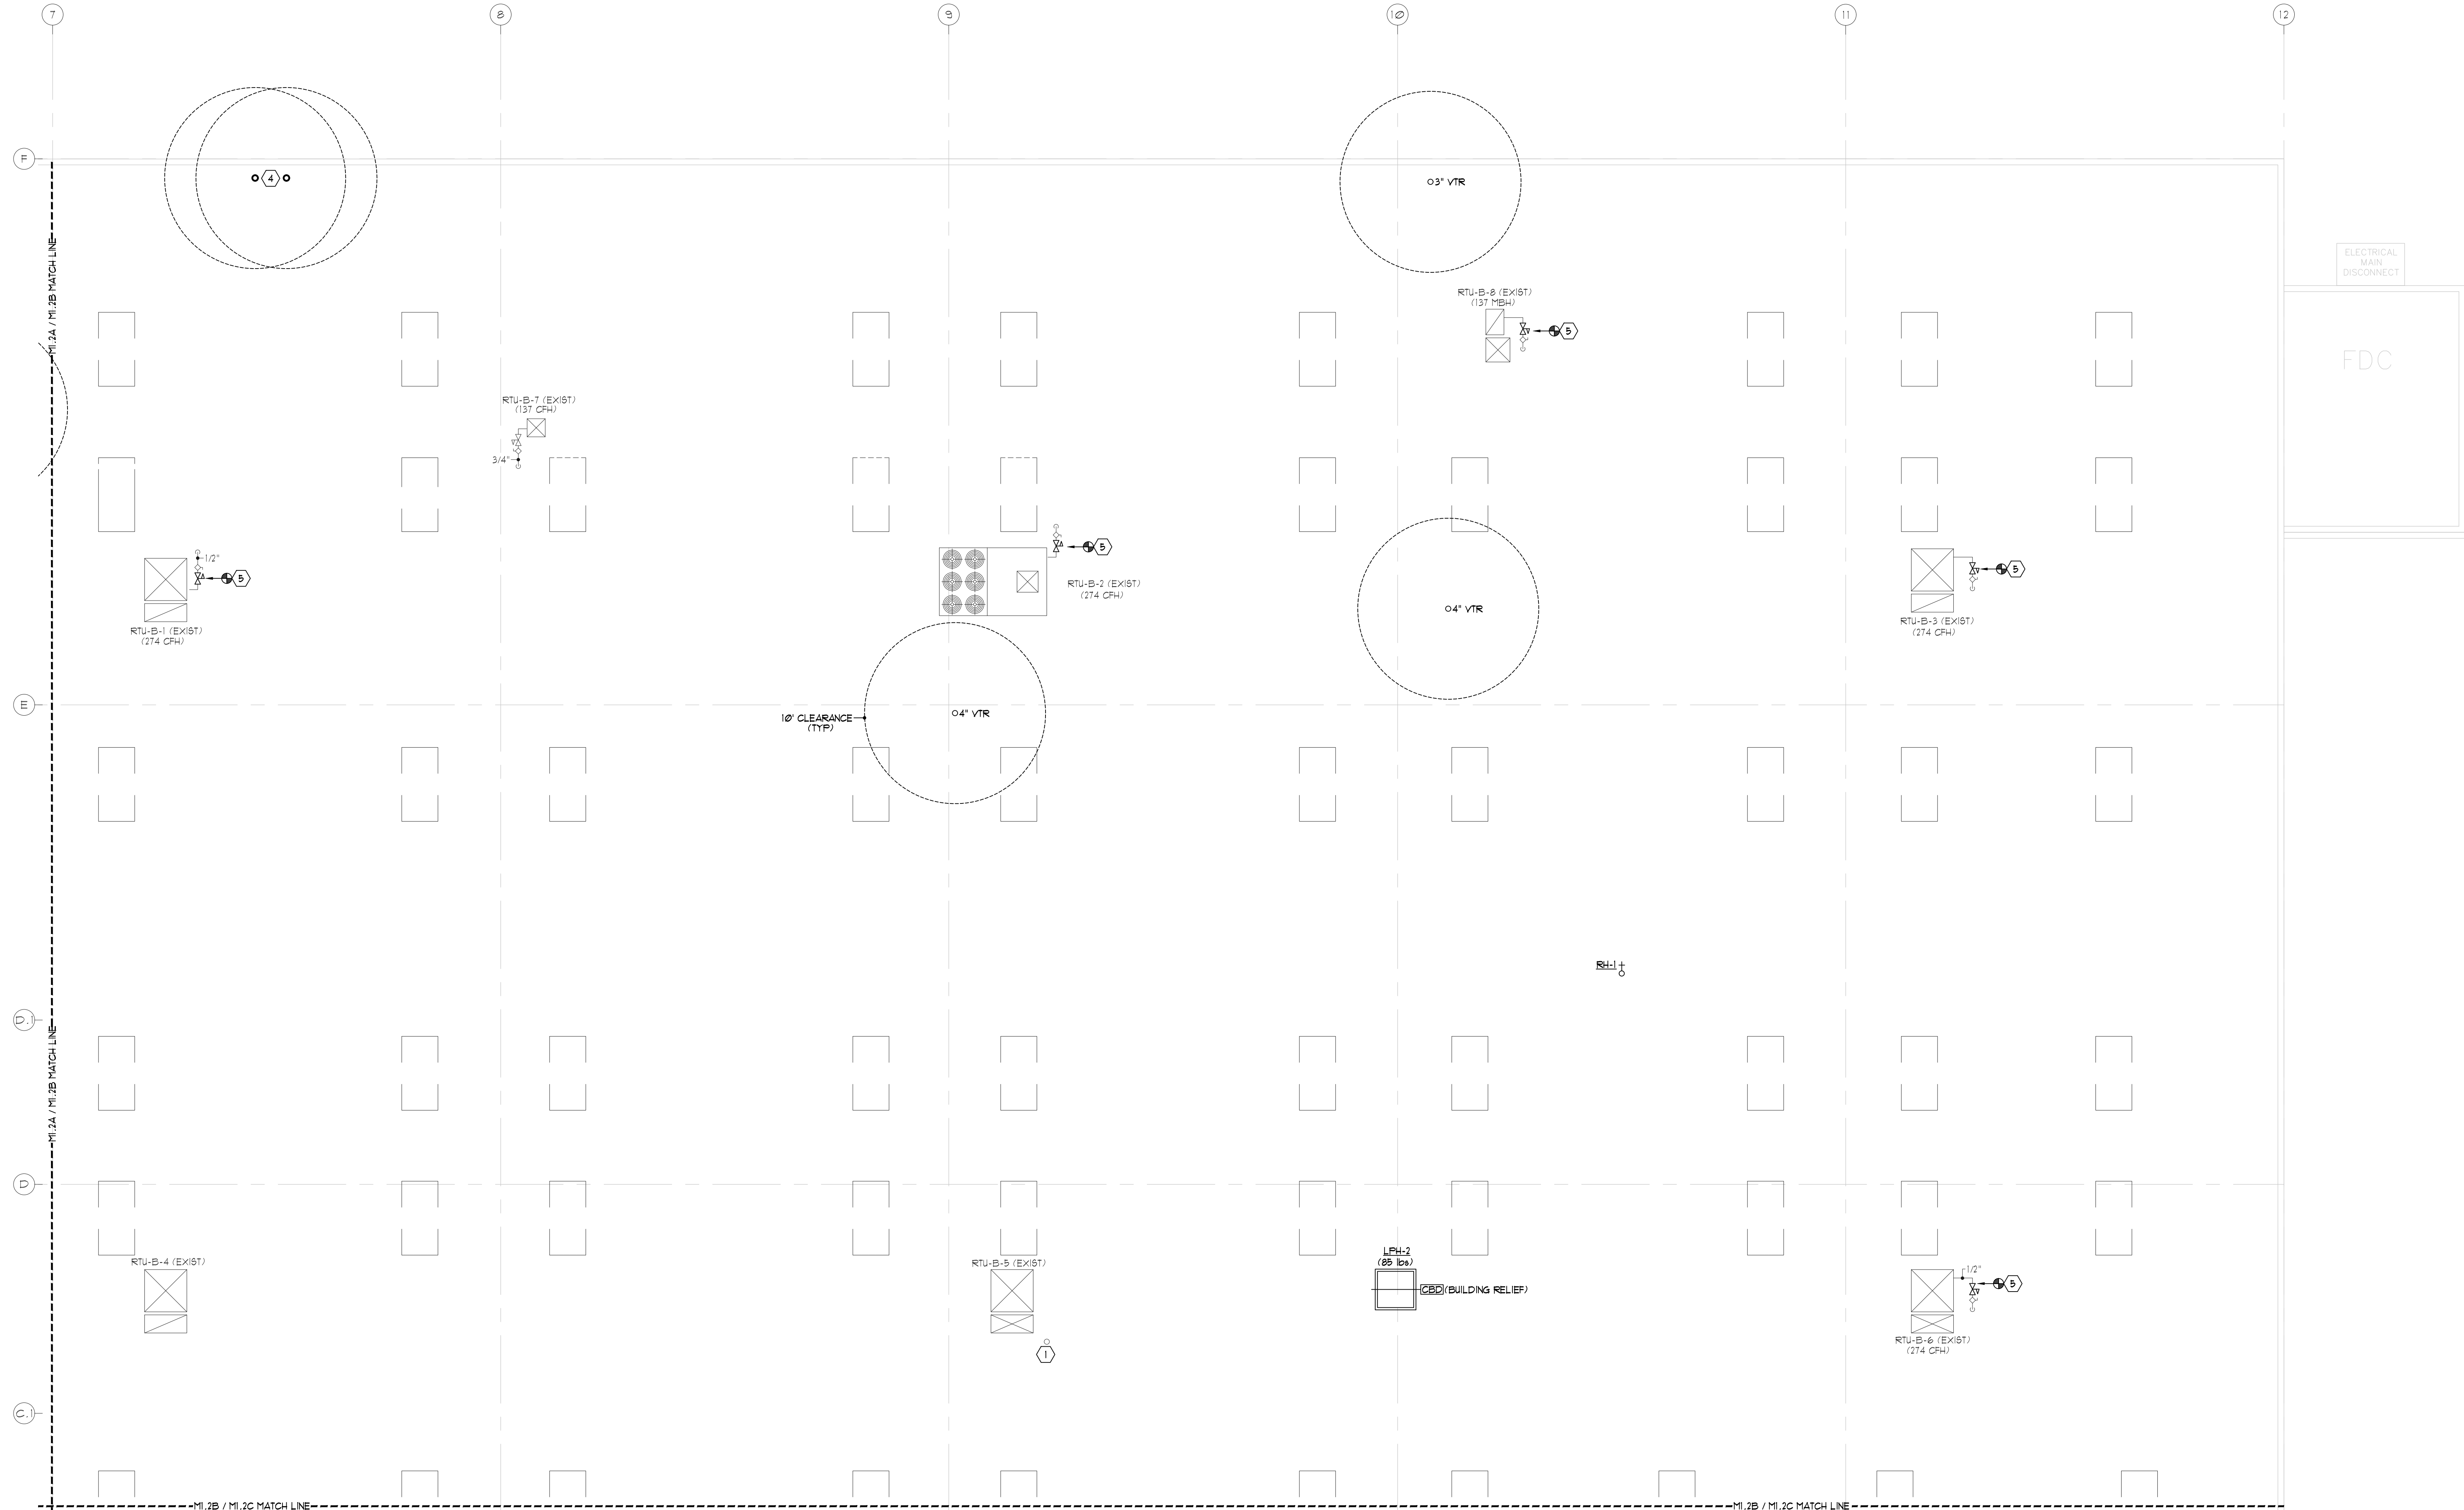 7
8
9
10
11
12
F
4
3" VTR
M1.2A / M1.2B MATCH LINE
ELECTRICAL
MAIN
DISCONNECT
RTU-B-8 (EXIST)
(137 MBH)
5
FDC
RTU-B-7 (EXIST)
(137 CFH)
3/4"
1/2"
5
RTU-B-1 (EXIST)
(274 CFH)
5
RTU-B-2 (EXIST)
(274 CFH)
4" VTR
5
RTU-B-3 (EXIST)
(274 CFH)
E
10' CLEARANCE
(TYP)
4" VTR
RH-1
D.1
M1.2A / M1.2B MATCH LINE
D
RTU-B-4 (EXIST)
RTU-B-5 (EXIST)
1
LPH-2
(85 lbs)
CBD (BUILDING RELIEF)
1/2"
5
RTU-B-6 (EXIST)
(274 CFH)
C.1
M1.2B / M1.2C MATCH LINE
M1.2B / M1.2C MATCH LINE